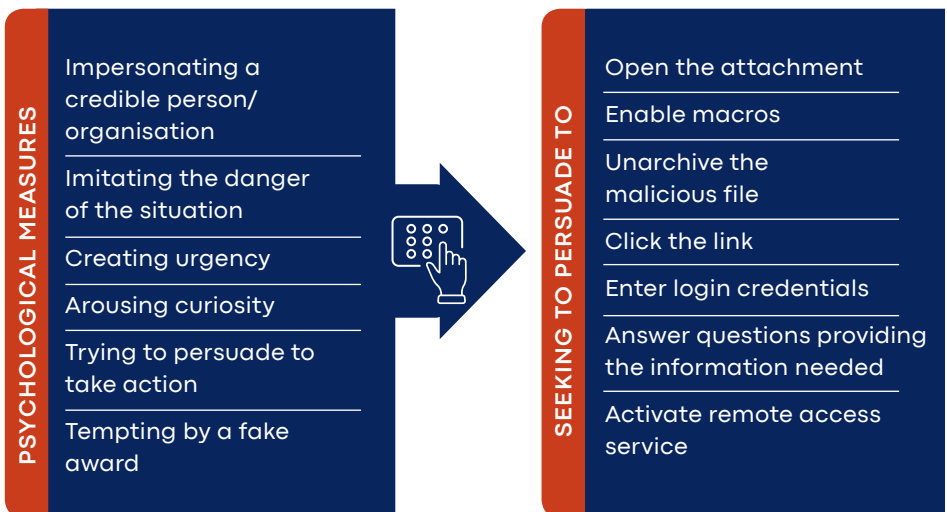 PSYCHOLOGICAL MEASURES
Impersonating a
credible person/
organisation
Imitating the danger
of the situation
Creating urgency
Arousing curiosity
Trying to persuade to
take action
Tempting by a fake
award
SEEKING TO PERSUADE TO
Open the attachment
Enable macros
Unarchive the
malicious file
Click the link
Enter login credentials
Answer questions providing
the information needed
Activate remote access
service